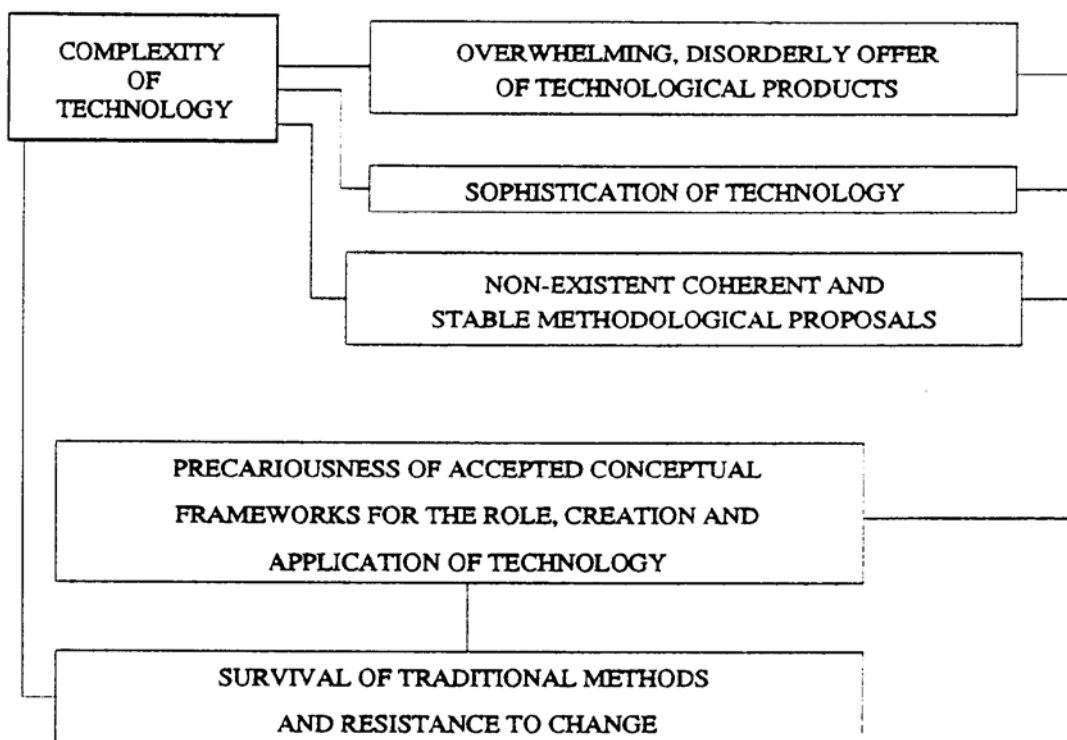 COMPLEXITY
OF
TECHNOLOGY
OVERWHELMING, DISORDERLY OFFER
OF TECHNOLOGICAL PRODUCTS
SOPHISTICATION OF TECHNOLOGY
NON-EXISTENT COHERENT AND
STABLE METHODOLOGICAL PROPOSALS
PRECARIOUSNESS OF ACCEPTED CONCEPTUAL
FRAMEWORKS FOR THE ROLE, CREATION AND
APPLICATION OF TECHNOLOGY
SURVIVAL OF TRADITIONAL METHODS
AND RESISTANCE TO CHANGE